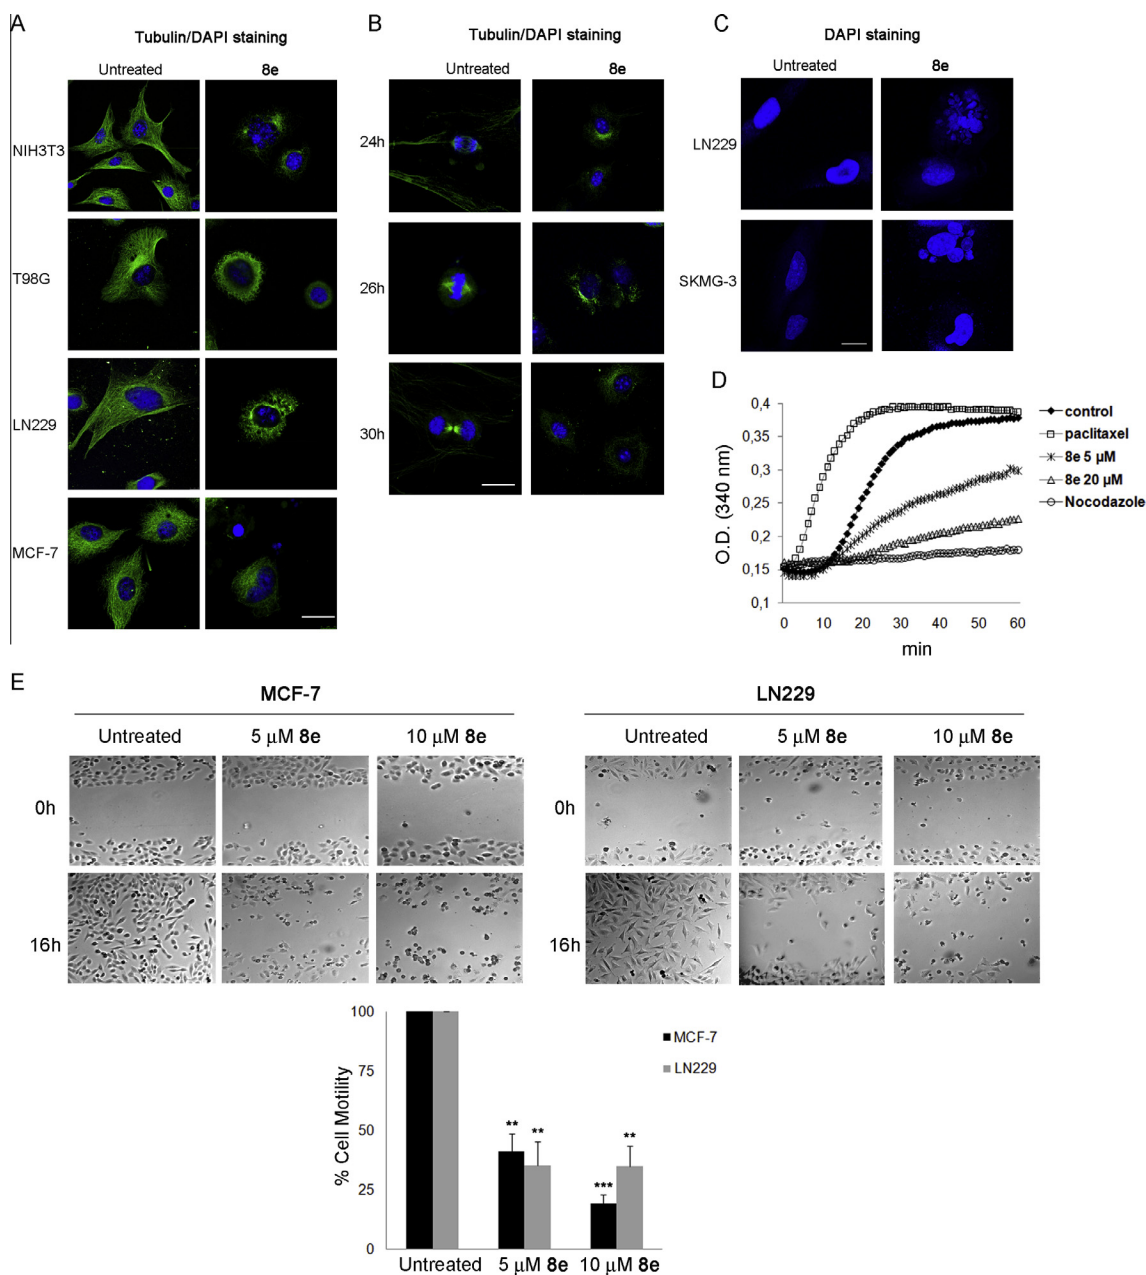 A
Tubulin/DAPI staining
Untreated
8e
NIH3T3
T98G
LN229
MCF-7
B
Tubulin/DAPI staining
Untreated
8e
24h
26h
30h
C
DAPI staining
Untreated
8e
LN229
SKMG-3
D
0,4
0,35
0,3
0,25
0,2
0,15
0,1
O.D. (340 nm)
0 10 20 30 40 50 60
min
control
paclitaxel
8e 5 µM
8e 20 µM
Nocodazole
E
MCF-7
Untreated 5 µM 8e 10 µM 8e
0h
16h
LN229
Untreated 5 µM 8e 10 µM 8e
0h
16h
100
75
50
25
0
% Cell Motility
** ** *** **
MCF-7
LN229
Untreated 5 µM 8e 10 µM 8e